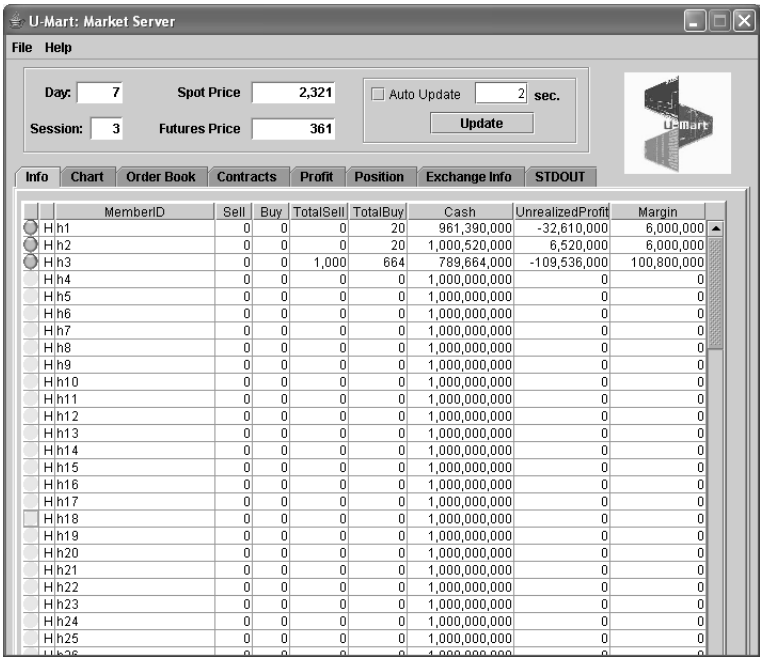 U-Mart: Market Server
File Help
Day: 7 Spot Price 2,321 Auto Update 2 sec.
Session: 3 Futures Price 361 Update
U-Mart
Info Chart Order Book Contracts Profit Position Exchange Info STDOUT
MemberID Sell Buy TotalSell TotalBuy Cash UnrealizedProfit Margin
H h1 0 0 0 20 961,390,000 -32,610,000 6,000,000
H h2 0 0 0 20 1,000,520,000 6,520,000 6,000,000
H h3 0 0 1,000 664 789,664,000 -109,536,000 100,800,000
H h4 0 0 0 0 1,000,000,000 0 0
H h5 0 0 0 0 1,000,000,000 0 0
H h6 0 0 0 0 1,000,000,000 0 0
H h7 0 0 0 0 1,000,000,000 0 0
H h8 0 0 0 0 1,000,000,000 0 0
H h9 0 0 0 0 1,000,000,000 0 0
H h10 0 0 0 0 1,000,000,000 0 0
H h11 0 0 0 0 1,000,000,000 0 0
H h12 0 0 0 0 1,000,000,000 0 0
H h13 0 0 0 0 1,000,000,000 0 0
H h14 0 0 0 0 1,000,000,000 0 0
H h15 0 0 0 0 1,000,000,000 0 0
H h16 0 0 0 0 1,000,000,000 0 0
H h17 0 0 0 0 1,000,000,000 0 0
H h18 0 0 0 0 1,000,000,000 0 0
H h19 0 0 0 0 1,000,000,000 0 0
H h20 0 0 0 0 1,000,000,000 0 0
H h21 0 0 0 0 1,000,000,000 0 0
H h22 0 0 0 0 1,000,000,000 0 0
H h23 0 0 0 0 1,000,000,000 0 0
H h24 0 0 0 0 1,000,000,000 0 0
H h25 0 0 0 0 1,000,000,000 0 0